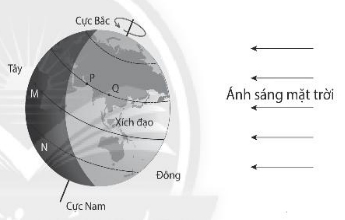 Cực Bắc
Tây
P
Q
M
Ánh sáng mặt trời
Xích đạo
N
Đông
Cực Nam